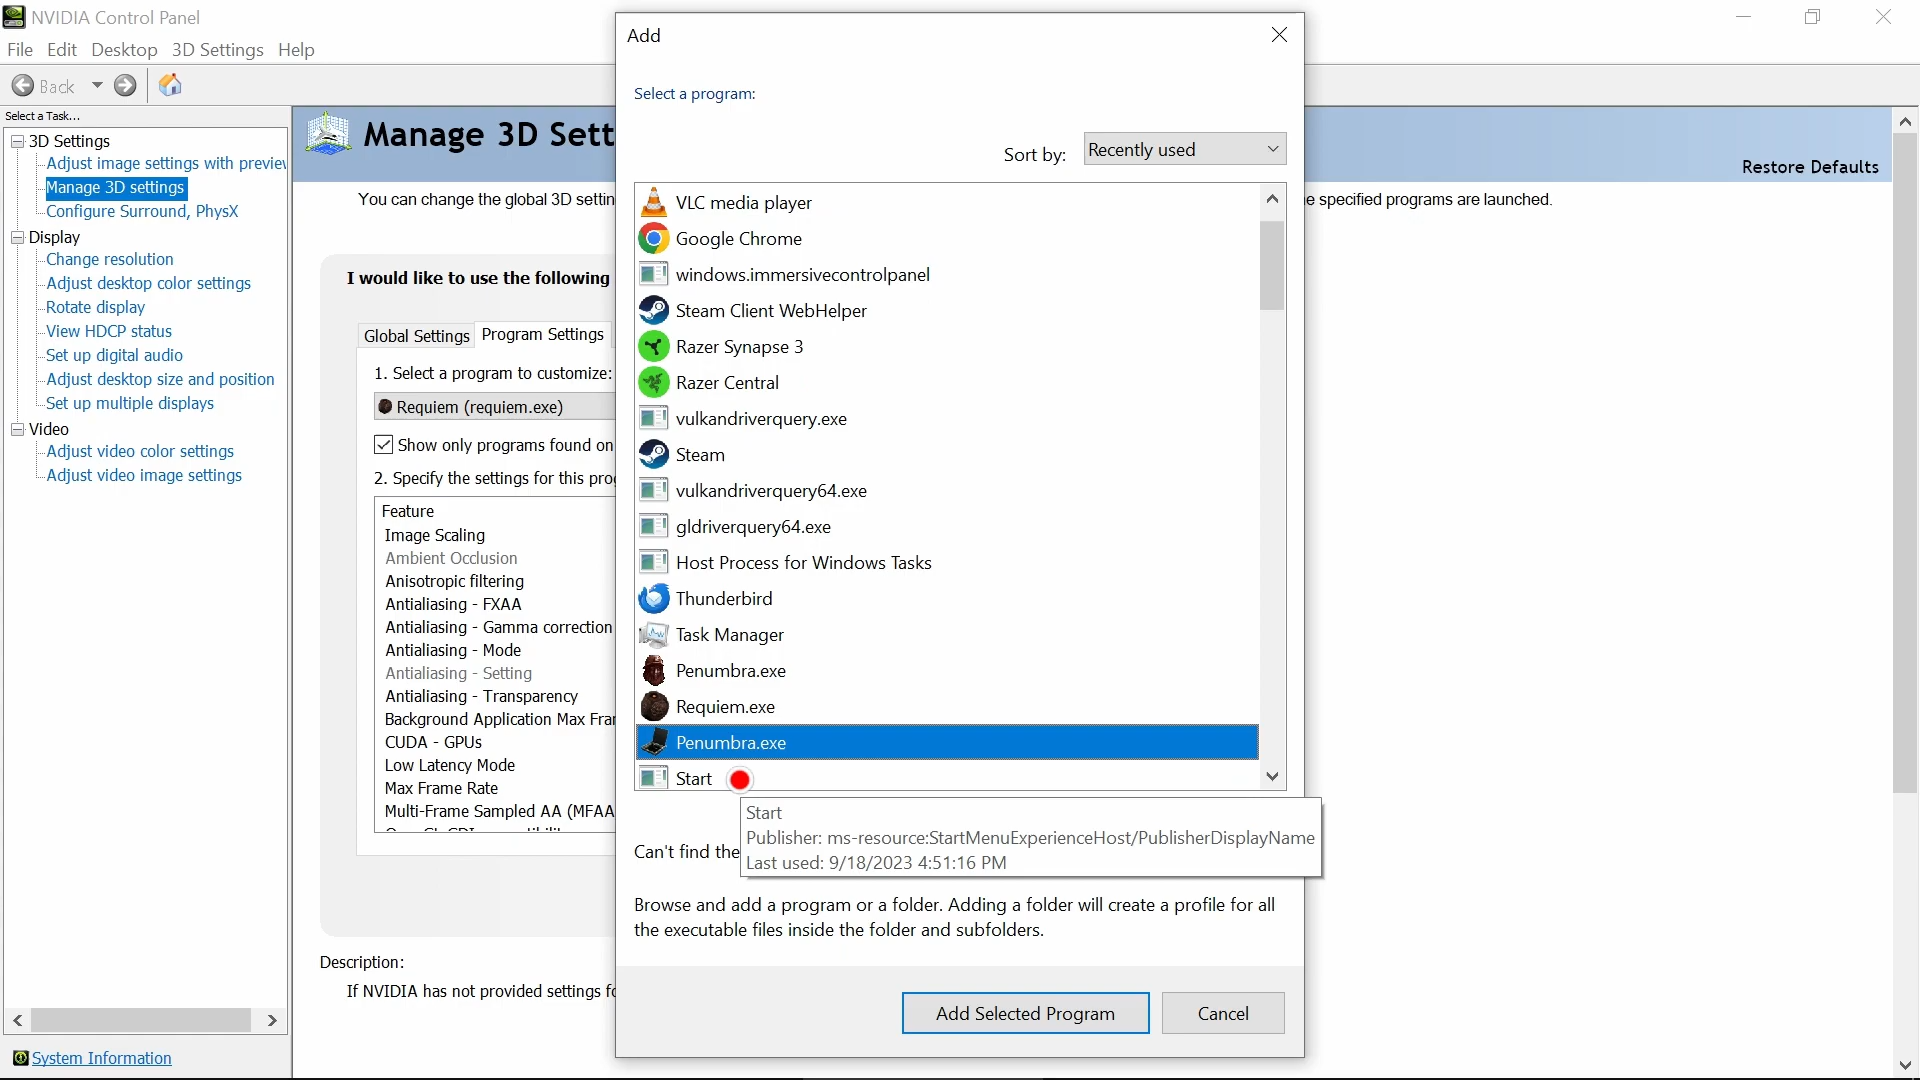 NVIDIA Control Panel
File Edit Desktop 3D Settings Help
Back
Select a Task...
3D Settings
Adjust image settings with preview
Manage 3D settings
Configure Surround, PhysX
Display
Change resolution
Adjust desktop color settings
Rotate display
View HDCP status
Set up digital audio
Adjust desktop size and position
Set up multiple displays
Video
Adjust video color settings
Adjust video image settings
System Information
Manage 3D Sett
Restore Defaults
You can change the global 3D settin
e specified programs are launched.
I would like to use the following
Global Settings Program Settings
1. Select a program to customize:
Requiem (requiem.exe)
Show only programs found on
2. Specify the settings for this pro
Feature
Image Scaling
Ambient Occlusion
Anisotropic filtering
Antialiasing - FXAA
Antialiasing - Gamma correction
Antialiasing - Mode
Antialiasing - Setting
Antialiasing - Transparency
Background Application Max Fra
CUDA - GPUs
Low Latency Mode
Max Frame Rate
Multi-Frame Sampled AA (MFAA
Description:
If NVIDIA has not provided settings fo
Add
Select a program:
Sort by: Recently used
VLC media player
Google Chrome
windows.immersivecontrolpanel
Steam Client WebHelper
Razer Synapse 3
Razer Central
vulkandriverquery.exe
Steam
vulkandriverquery64.exe
gldriverquery64.exe
Host Process for Windows Tasks
Thunderbird
Task Manager
Penumbra.exe
Requiem.exe
Penumbra.exe
Start
Start
Publisher: ms-resource:StartMenuExperienceHost/PublisherDisplayName
Last used: 9/18/2023 4:51:16 PM
Can't find the
Browse and add a program or a folder. Adding a folder will create a profile for all
the executable files inside the folder and subfolders.
Add Selected Program Cancel